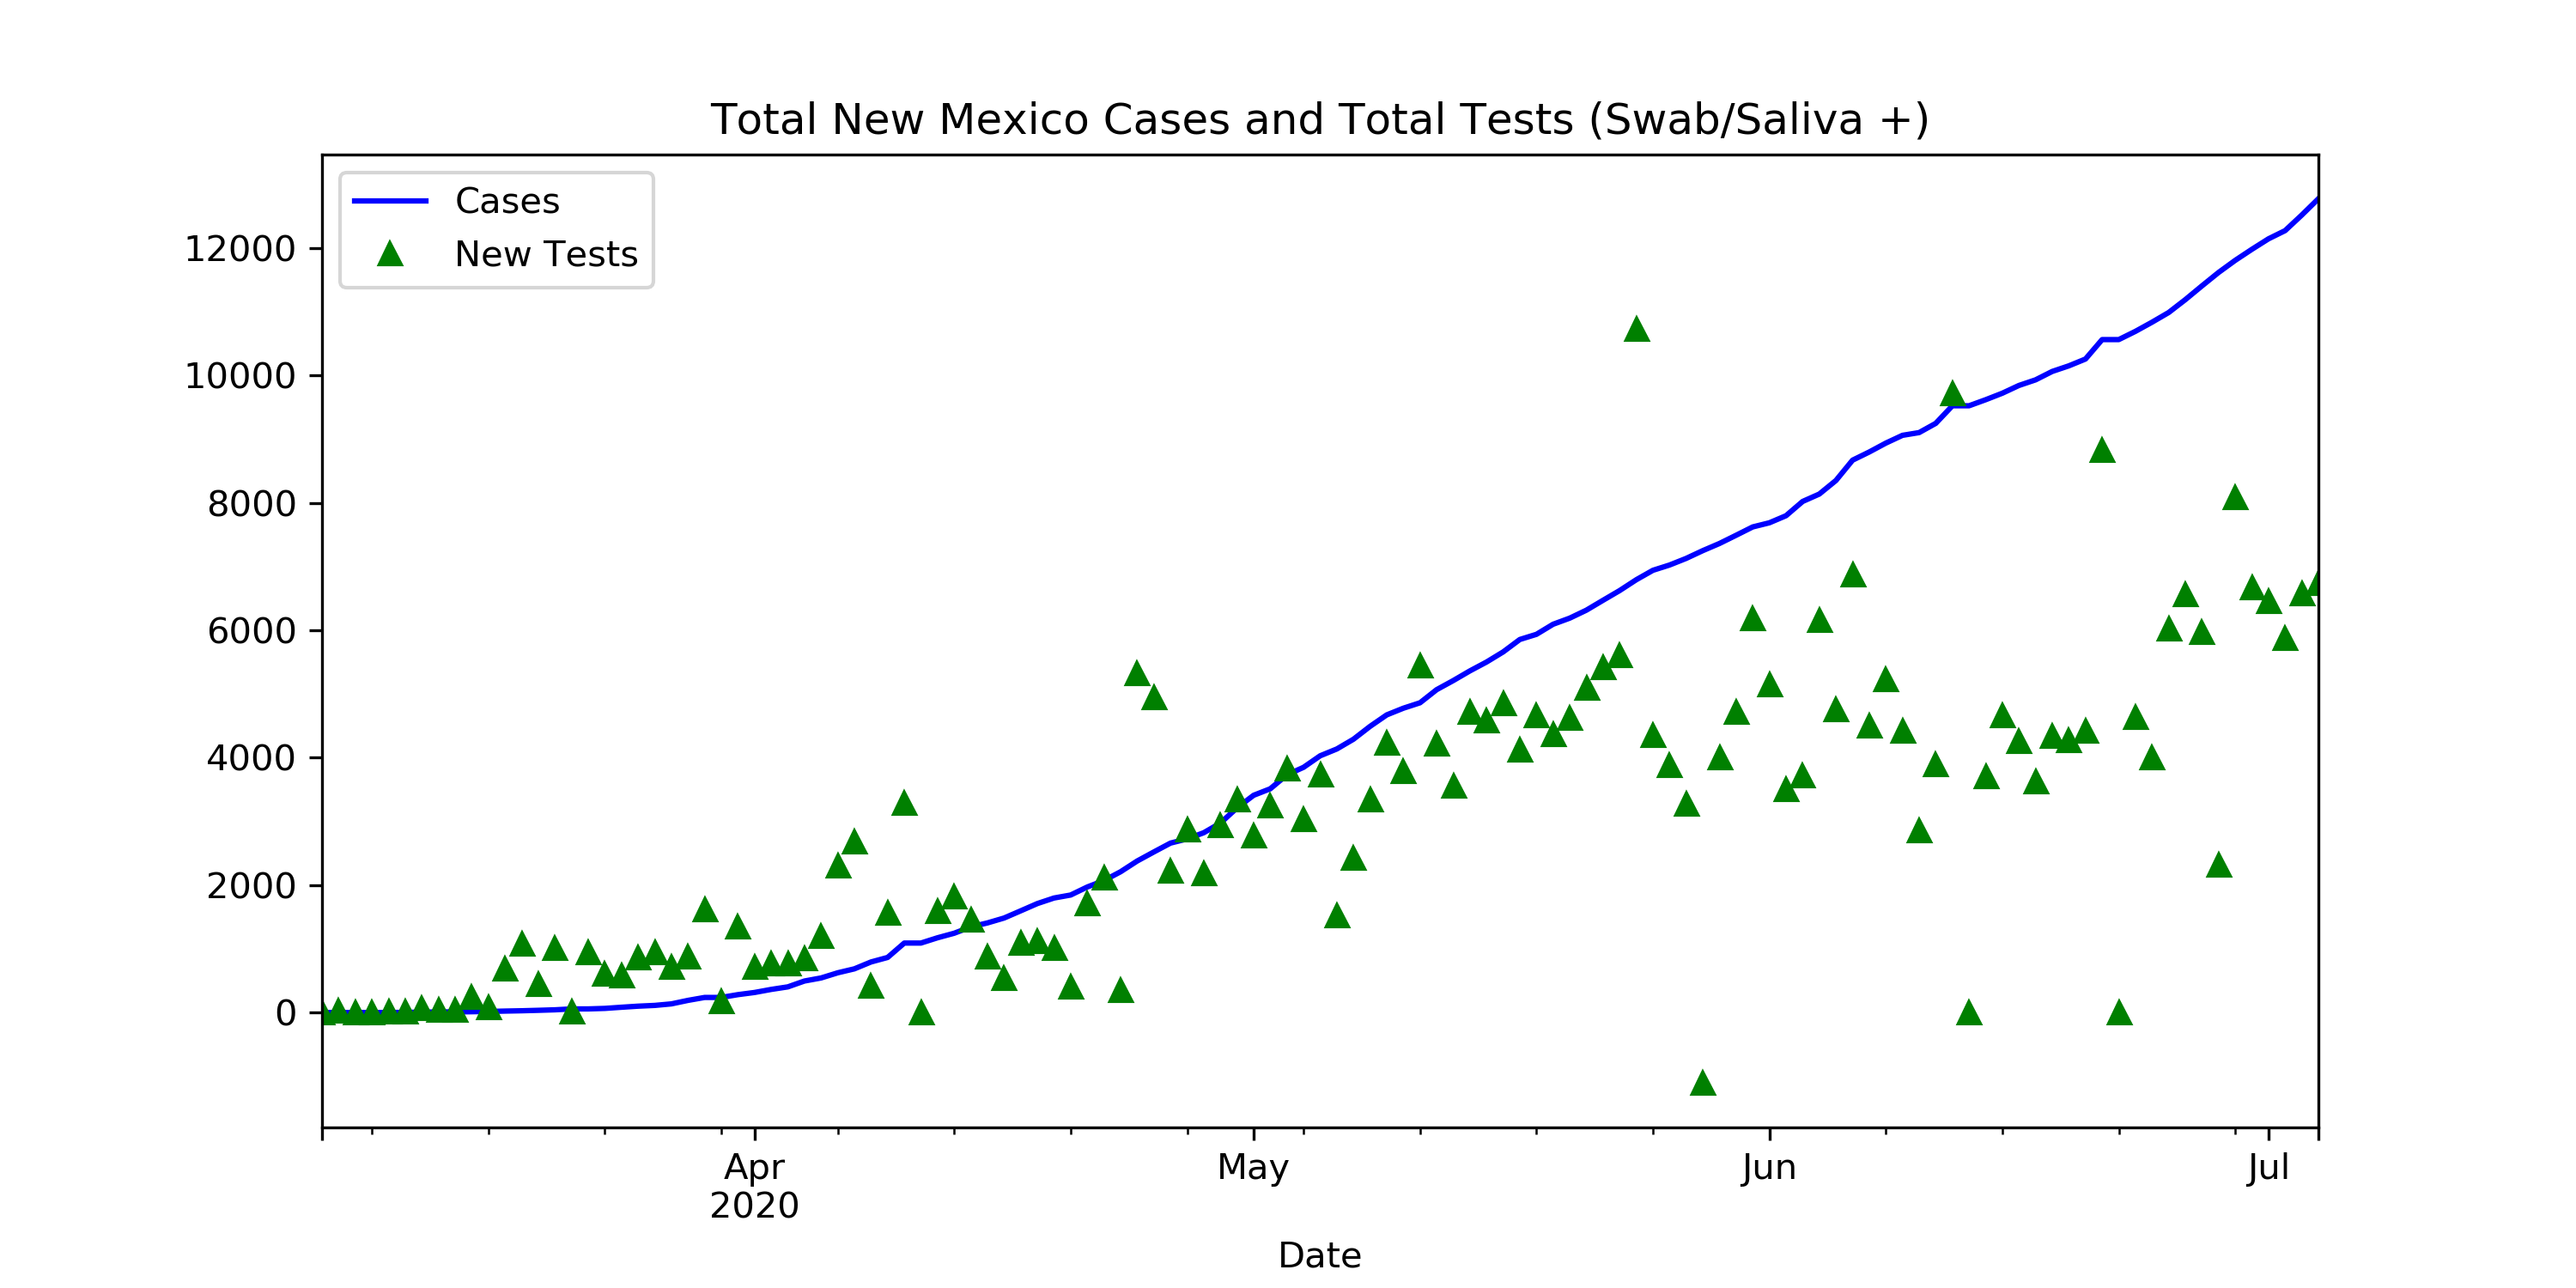 Total New Mexico Cases and Total Tests (Swab/Saliva +)
Cases
New Tests
12000
10000
8000
6000
4000
2000
0
Apr May Jun Jul
2020
Date